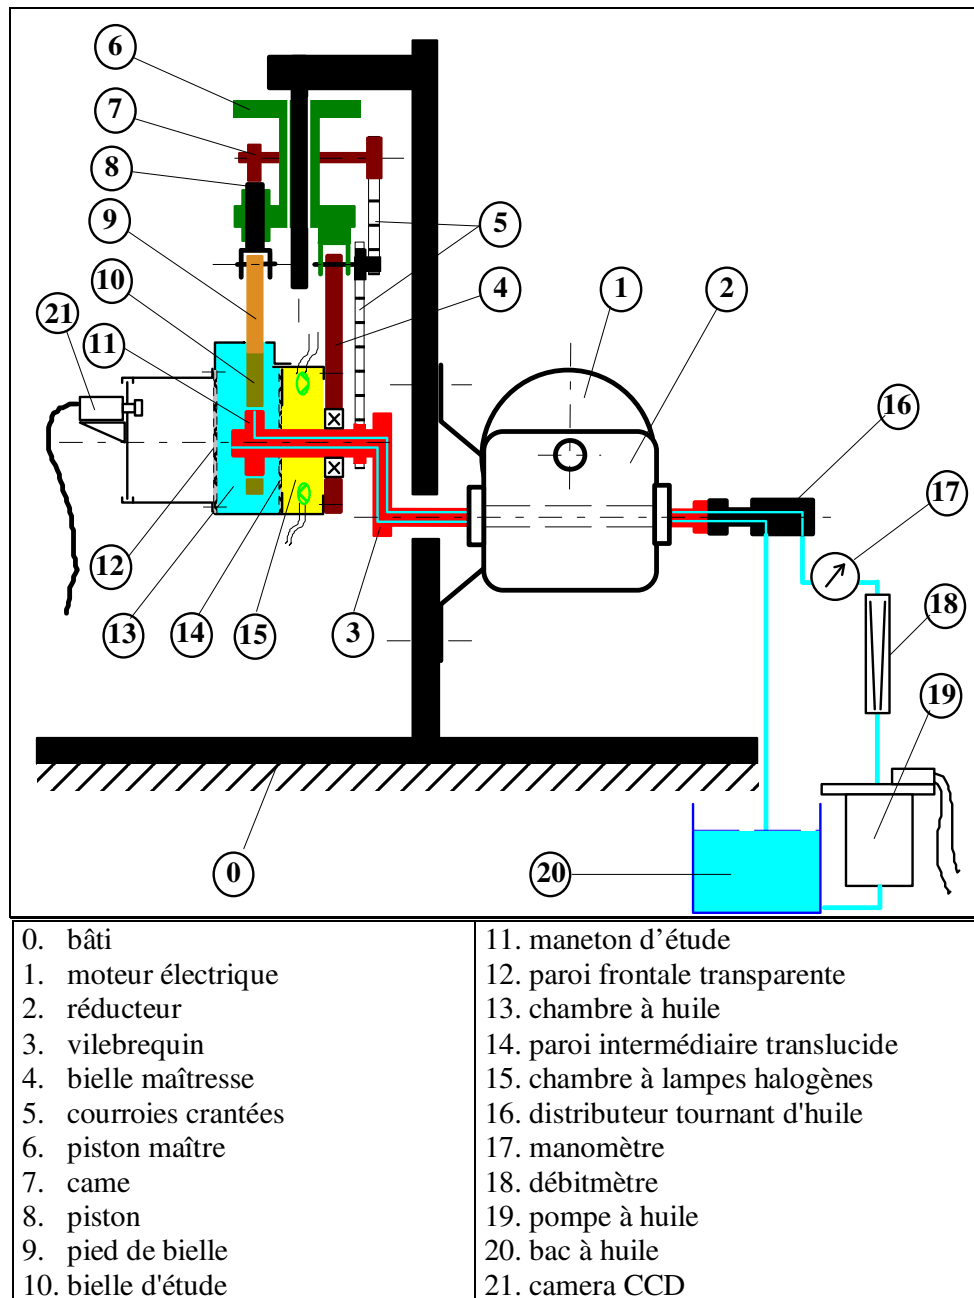 6
7
8
9
10
21
11
5
4
1
2
16
17
12
13
14
15
3
18
19
0
20
0. bâti
1. moteur électrique
2. réducteur
3. vilebrequin
4. bielle maîtresse
5. courroies crantées
6. piston maître
7. came
8. piston
9. pied de bielle
10. bielle d'étude
11. maneton d’étude
12. paroi frontale transparente
13. chambre à huile
14. paroi intermédiaire translucide
15. chambre à lampes halogènes
16. distributeur tournant d'huile
17. manomètre
18. débitmètre
19. pompe à huile
20. bac à huile
21. camera CCD